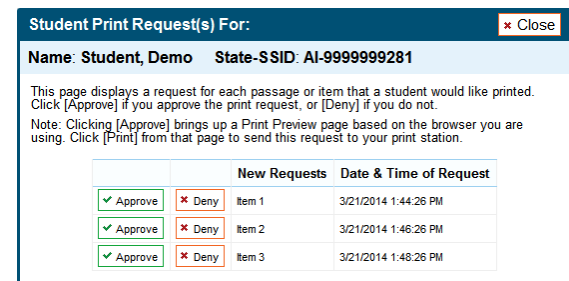 Student Print Request(s) For:
× Close
Name: Student, Demo State-SSID: AI-9999999281
This page displays a request for each passage or item that a student would like printed.
Click [Approve] if you approve the print request, or [Deny] if you do not.
Note: Clicking [Approve] brings up a Print Preview page based on the browser you are
using. Click [Print] from that page to send this request to your print station.
New Requests Date & Time of Request
✔ Approve × Deny Item 1 3/21/2014 1:44:26 PM
✔ Approve × Deny Item 2 3/21/2014 1:46:26 PM
✔ Approve × Deny Item 3 3/21/2014 1:48:26 PM